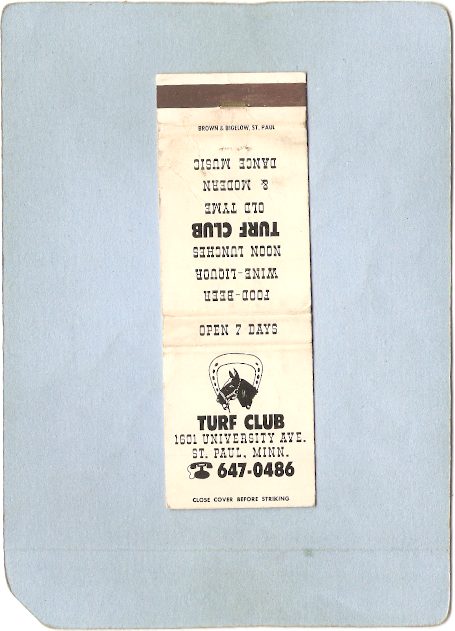 BROWN & BIGELOW, ST. PAUL
FOOD-BEER
WINE-LIQUOR
NOON LUNCHES
TURF CLUB
OLD TYME
& MODERN
DANCE MUSIC
OPEN 7 DAYS
TURF CLUB
1601 UNIVERSITY AVE.
ST. PAUL, MINN.
647-0486
CLOSE COVER BEFORE STRIKING